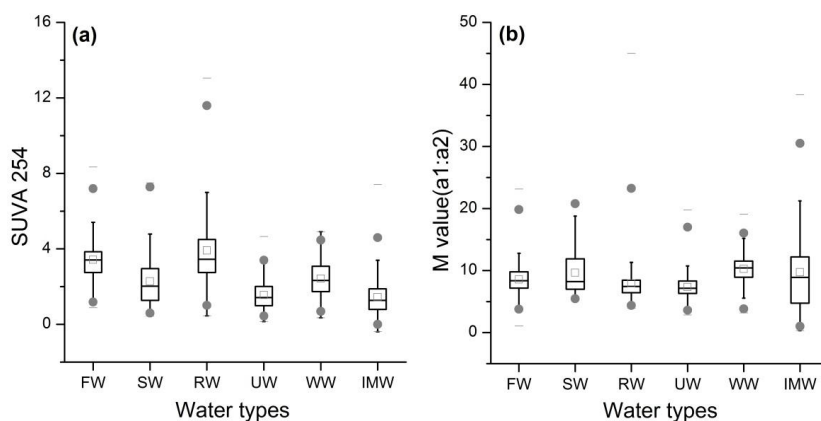 (a)
SUVA 254
16
12
8
4
0
FW SW RW UW WW IMW
Water types
(b)
M value(a1:a2)
50
40
30
20
10
0
FW SW RW UW WW IMW
Water types